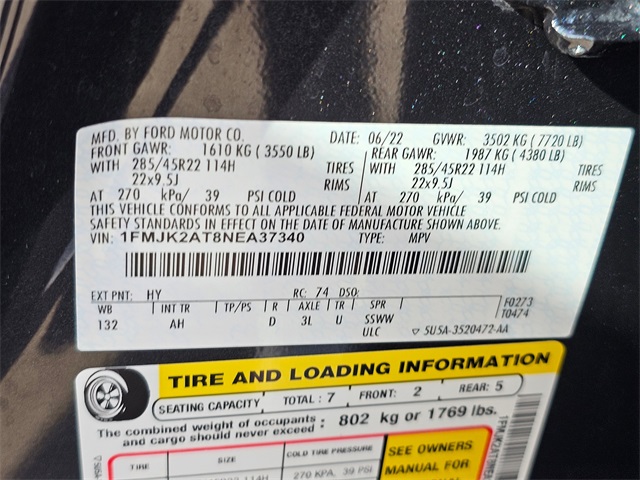 MFD. BY FORD MOTOR CO. DATE: 06/22 GVWR: 3502 KG ( 7720 LB)
FRONT GAWR: 1610 KG ( 3550 LB) REAR GAWR: 1987 KG ( 4380 LB)
WITH 285/45R22 114H TIRES WITH 285/45R22 114H TIRES
22x9.5J RIMS 22x9.5J RIMS
AT 270 kPa/ 39 PSI COLD AT 270 kPa/ 39 PSI COLD
THIS VEHICLE CONFORMS TO ALL APPLICABLE FEDERAL MOTOR VEHICLE
SAFETY STANDARDS IN EFFECT ON THE DATE OF MANUFACTURE SHOWN ABOVE.
VIN: 1FMJK2AT8NEA37340 TYPE: MPV
EXT PNT: HY RC: 74 DSO:
WB INT TR TP/PS R AXLE TR SPR F0273
132 AH D 3L U SSWW T0474
ULC ▽ 5U5A-3520472-AA
TIRE AND LOADING INFORMATION
SEATING CAPACITY TOTAL : 7 FRONT: 2 REAR: 5
The combined weight of occupants and cargo should never exceed : 802 kg or 1769 lbs.
TIRE SIZE COLD TIRE PRESSURE SEE OWNERS
270 KPA, 39 PSI MANUAL FOR